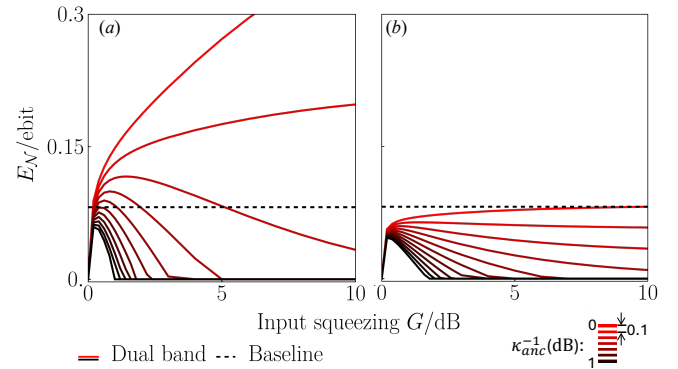 0.3
(a)
(b)
E_𝒩/ebit
0.15
0.
0 5 10 0 5 10
Input squeezing G/dB
Dual band
Baseline
κ_anc^-1(dB):
0
0.1
1